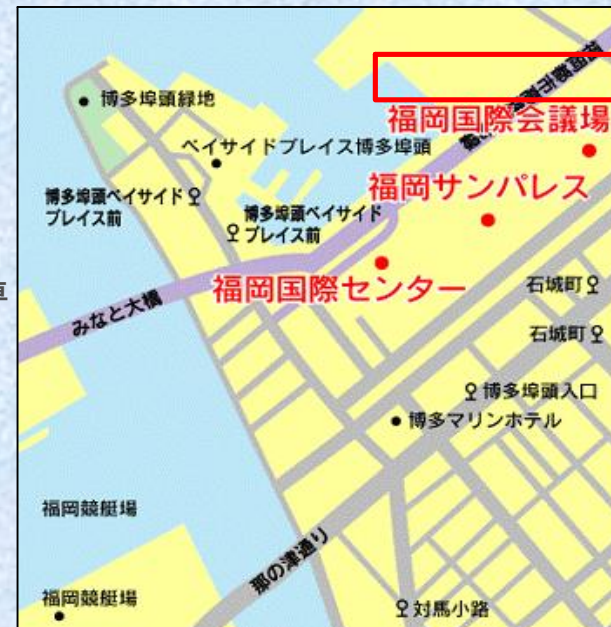 博多埠頭緑地
福岡国際会議場
ベイサイドプレイス博多埠頭
福岡サンパレス
博多埠頭ベイサイド
プレイス前
博多埠頭ベイサイド
プレイス前
福岡国際センター
石城町
みなと大橋
石城町
博多埠頭入口
博多マリンホテル
福岡競艇場
那の津通り
福岡競艇場
対馬小路